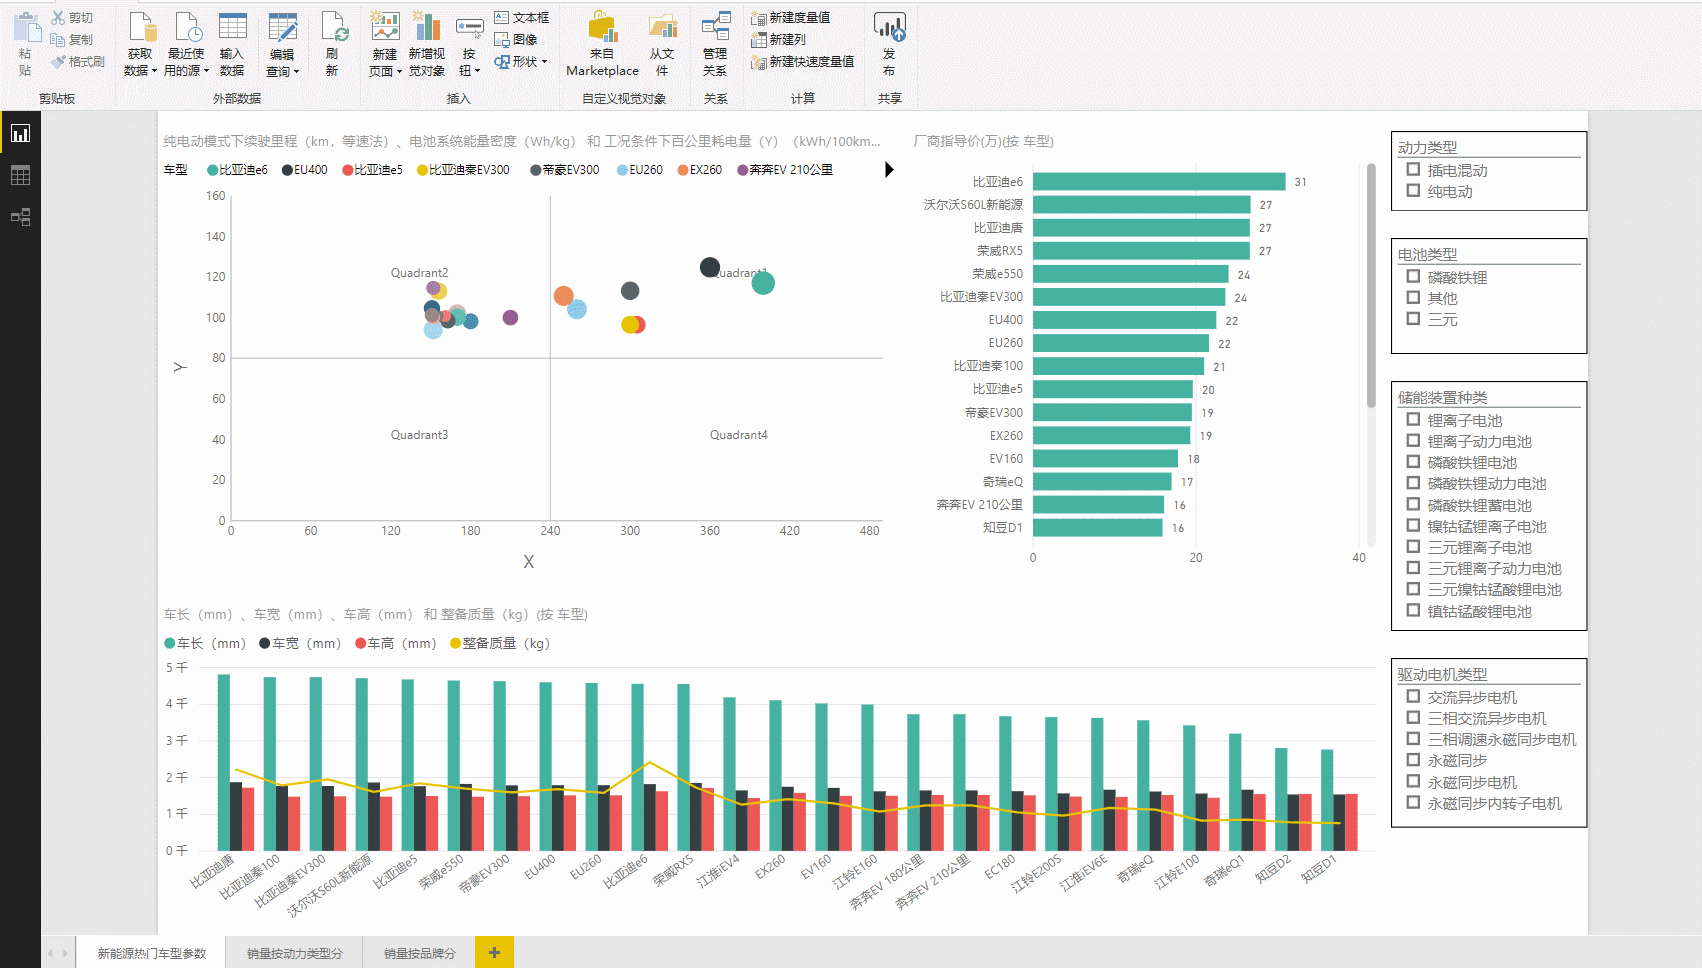 剪切
复制
格式刷
粘
贴
获取
数据
最近使
用的源
输入
数据
编辑
查询
刷
新
新建
页面
新增视
觉对象
按
钮
文本框
图像
形状
来自
Marketplace
从文
件
管理
关系
新建度量值
新建列
新建快速度量值
发
布
剪贴板
外部数据
插入
自定义视觉对象
关系
计算
共享
纯电动模式下续驶里程（km，等速法）、电池系统能量密度（Wh/kg） 和 工况条件下百公里耗电量（Y）（kWh/100km...
车型 比亚迪e6 EU400 比亚迪e5 比亚迪秦EV300 帝豪EV300 EU260 EX260 奔奔EV 210公里
160
140
120
100
80
60
40
20
0
Y
Quadrant2
Quadrant1
Quadrant3
Quadrant4
0 60 120 180 240 300 360 420 480
X
厂商指导价(万)(按 车型)
比亚迪e6 31
沃尔沃S60L新能源 27
比亚迪唐 27
荣威RX5 27
荣威e550 24
比亚迪秦EV300 24
EU400 22
EU260 22
比亚迪秦100 21
比亚迪e5 20
帝豪EV300 19
EX260 19
EV160 18
奇瑞eQ 17
奔奔EV 210公里 16
知豆D1 16
0 20 40
动力类型
插电混动
纯电动
电池类型
磷酸铁锂
其他
三元
储能装置种类
锂离子电池
锂离子动力电池
磷酸铁锂电池
磷酸铁锂动力电池
磷酸铁锂蓄电池
镍钴锰锂离子电池
三元锂离子电池
三元锂离子动力电池
三元镍钴锰酸锂电池
镇钴锰酸锂电池
驱动电机类型
交流异步电机
三相交流异步电机
三相调速永磁同步电机
永磁同步
永磁同步电机
永磁同步内转子电机
车长（mm）、车宽（mm）、车高（mm） 和 整备质量（kg）(按 车型)
车长（mm） 车宽（mm） 车高（mm） 整备质量（kg）
5 千
4 千
3 千
2 千
1 千
0 千
比亚迪唐 比亚迪秦100 比亚迪秦EV300 沃尔沃S60L新能源 比亚迪e5 荣威e550 帝豪EV300 EU400 EU260 比亚迪e6 荣威RX5 江淮iEV4 EX260 EV160 江铃E160 奔奔EV 180公里 奔奔EV 210公里 EC180 江铃E200S 江淮iEV6E 奇瑞eQ 江铃E100 奇瑞eQ1 知豆D2 知豆D1
新能源热门车型参数 销量按动力类型分 销量按品牌分 +